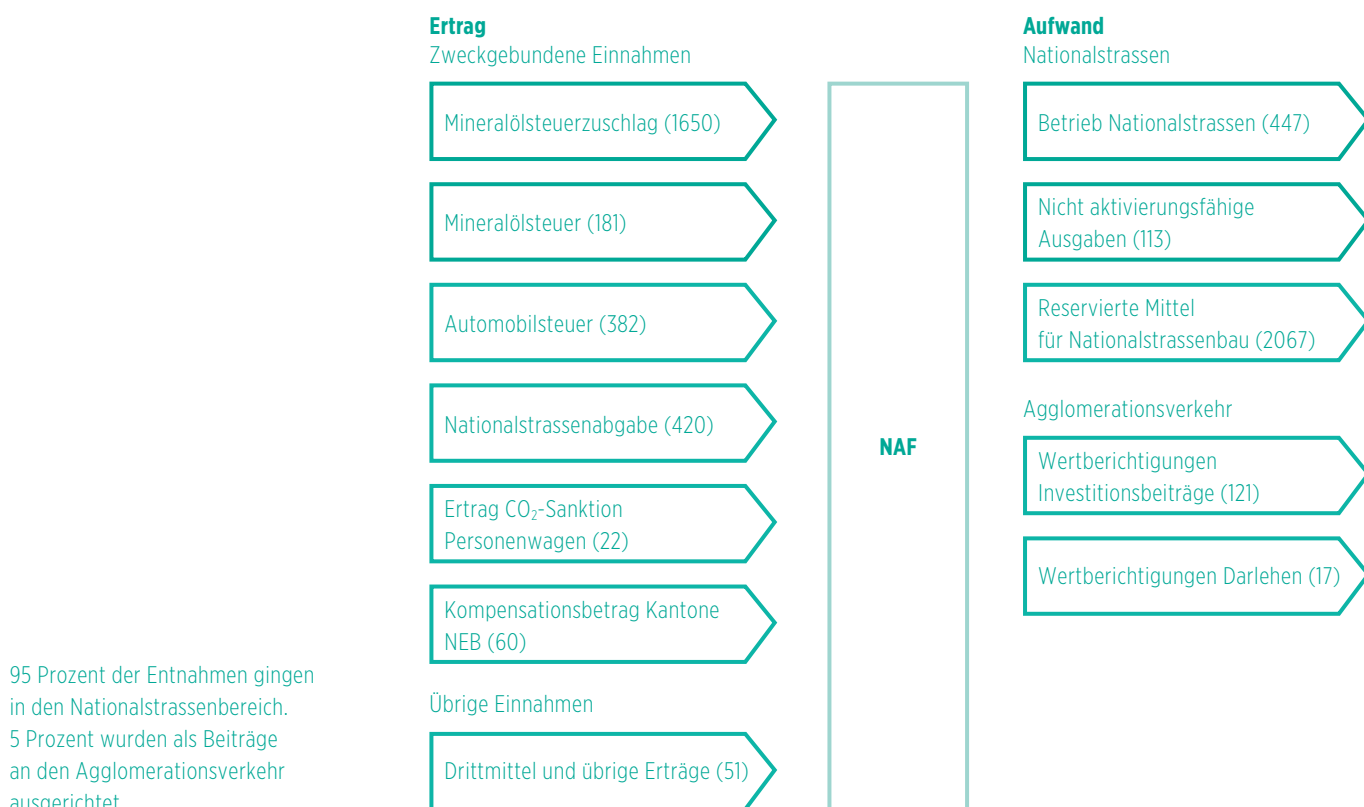 Ertrag
Zweckgebundene Einnahmen
Mineralölsteuerzuschlag (1650)
Mineralölsteuer (181)
Automobilsteuer (382)
Nationalstrassenabgabe (420)
Ertrag CO₂-Sanktion
Personenwagen (22)
Kompensationsbetrag Kantone
NEB (60)
Übrige Einnahmen
Drittmittel und übrige Erträge (51)
NAF
Aufwand
Nationalstrassen
Betrieb Nationalstrassen (447)
Nicht aktivierungsfähige
Ausgaben (113)
Reservierte Mittel
für Nationalstrassenbau (2067)
Agglomerationsverkehr
Wertberichtigungen
Investitionsbeiträge (121)
Wertberichtigungen Darlehen (17)
95 Prozent der Entnahmen gingen
in den Nationalstrassenbereich.
5 Prozent wurden als Beiträge
an den Agglomerationsverkehr
ausgerichtet